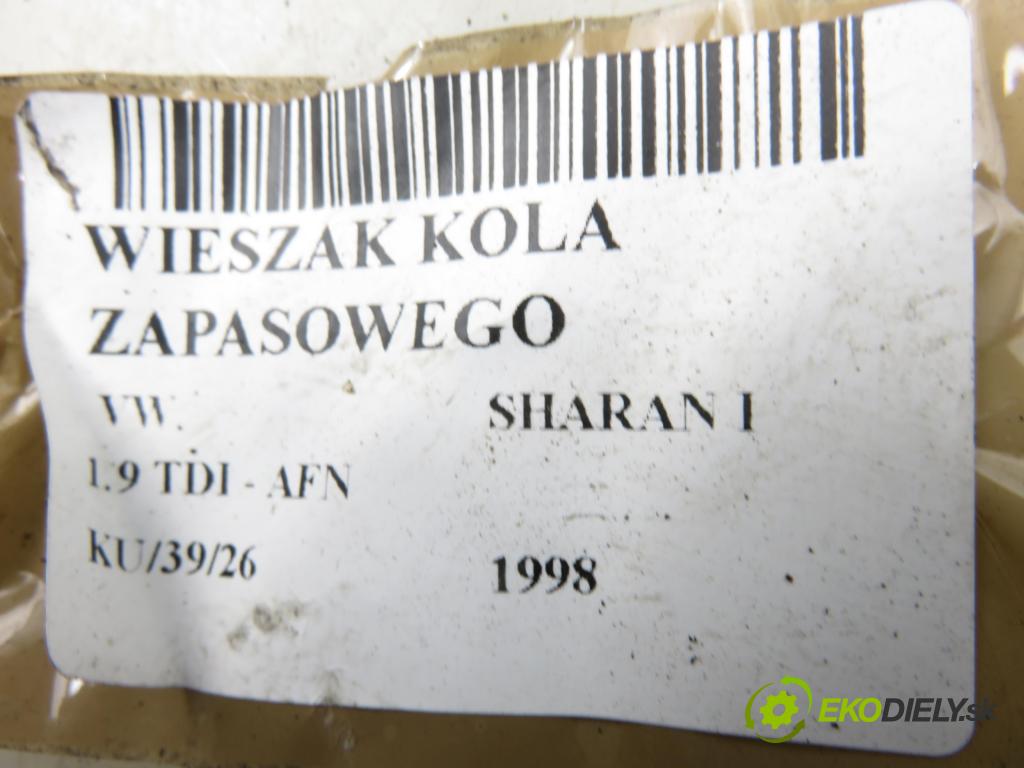 WIESZAK KOLA
ZAPASOWEGO
VW. SHARAN I
1.9 TDI - AFN
KU/39/26 1998
EKODIELY.sk